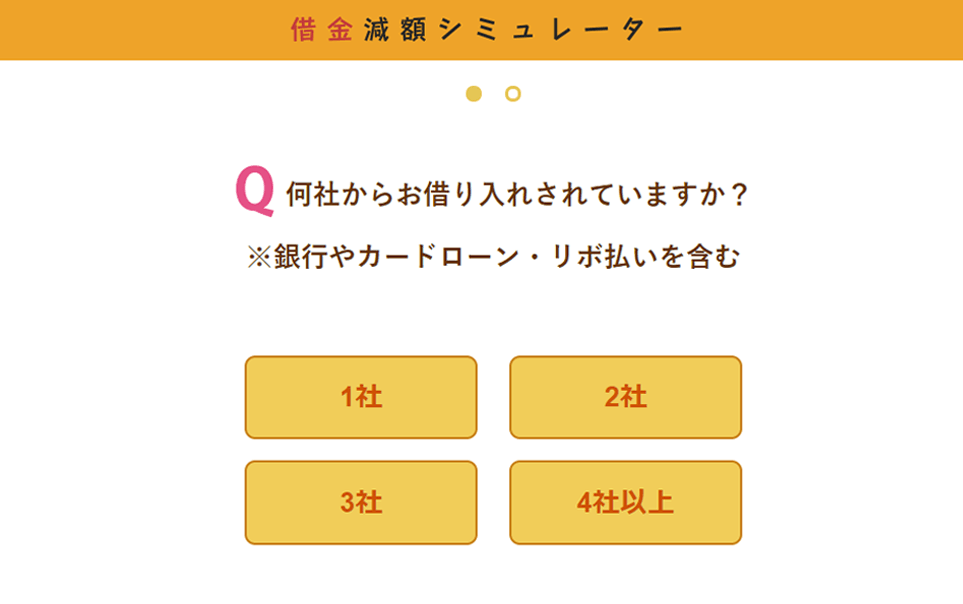 借金減額シミュレーター
Q 何社からお借り入れされていますか？
※銀行やカードローン・リボ払いを含む
1社
2社
3社
4社以上